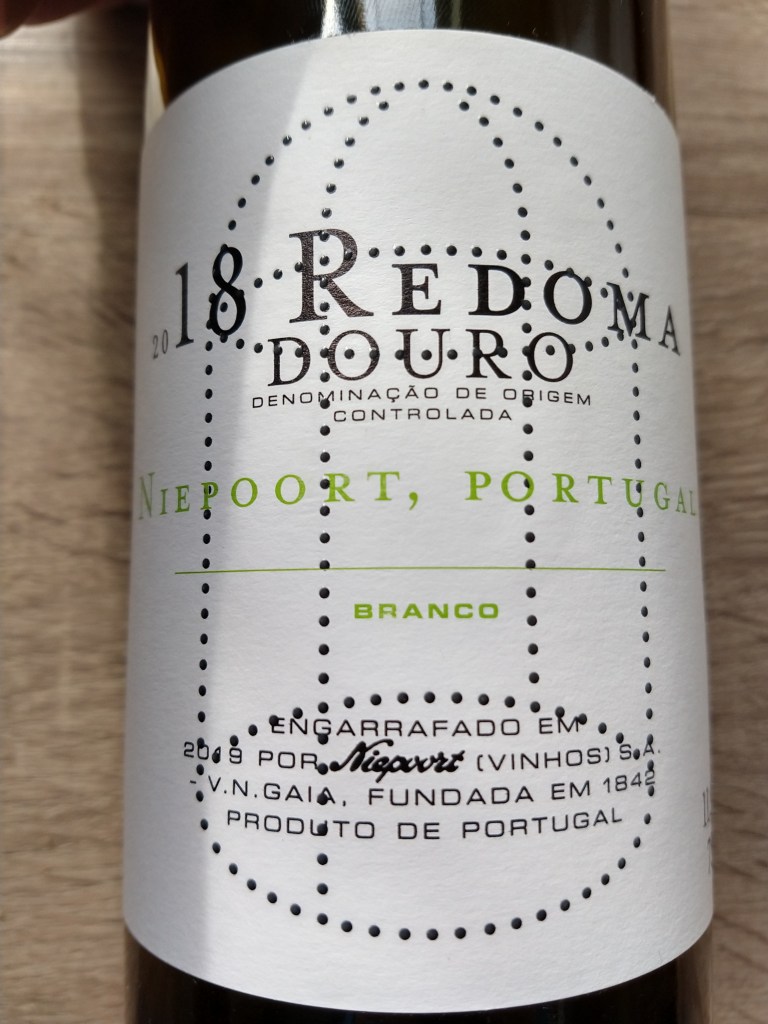 2018 REDOMA
DOURO
DENOMINAÇÃO DE ORIGEM
CONTROLADA
NIEPOORT, PORTUGAL
BRANCO
ENGARRAFADO EM
2019 POR Niepoort (VINHOS) S.A.
- V.N.GAIA, FUNDADA EM 1842
PRODUTO DE PORTUGAL